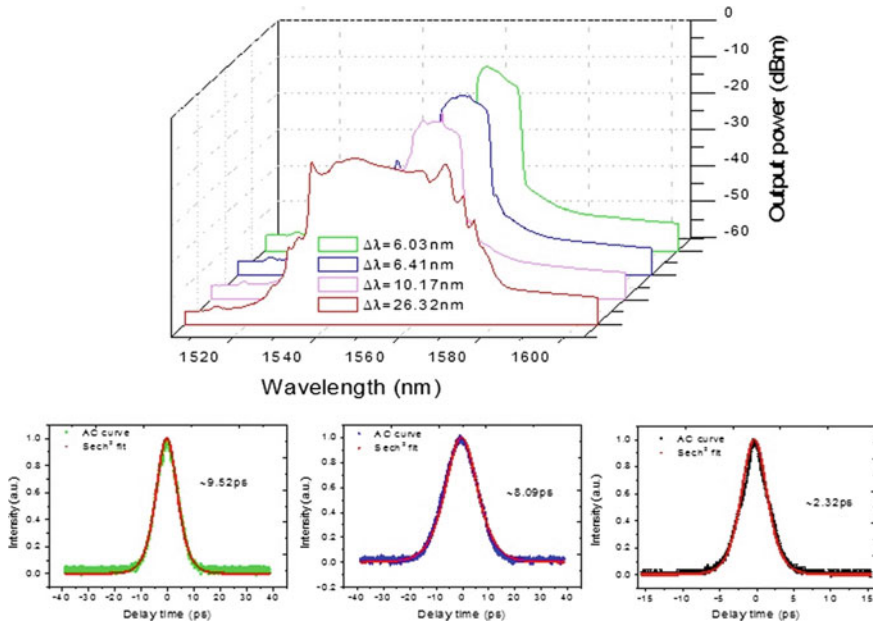 0
-10
-20
-30
-40
-50
-60
Output power (dBm)
Δλ=6.03nm
Δλ=6.41nm
Δλ=10.17nm
Δλ=26.32nm
1520 1540 1560 1580 1600
Wavelength (nm)
AC curve
Sech² fit
~9.52ps
1.0
0.8
0.6
0.4
0.2
0.0
Intensity (a.u.)
-40 -30 -20 -10 0 10 20 30 40
Delay time (ps)
AC curve
Sech² fit
~8.09ps
1.0
0.8
0.6
0.4
0.2
0.0
-0.2
Intensity (a.u.)
-40 -30 -20 -10 0 10 20 30 40
Delay time (ps)
AC curve
Sech² fit
~2.32ps
1.0
0.8
0.6
0.4
0.2
0.0
Intensity (a.u.)
-15 -10 -5 0 5 10 15
Delay time (ps)